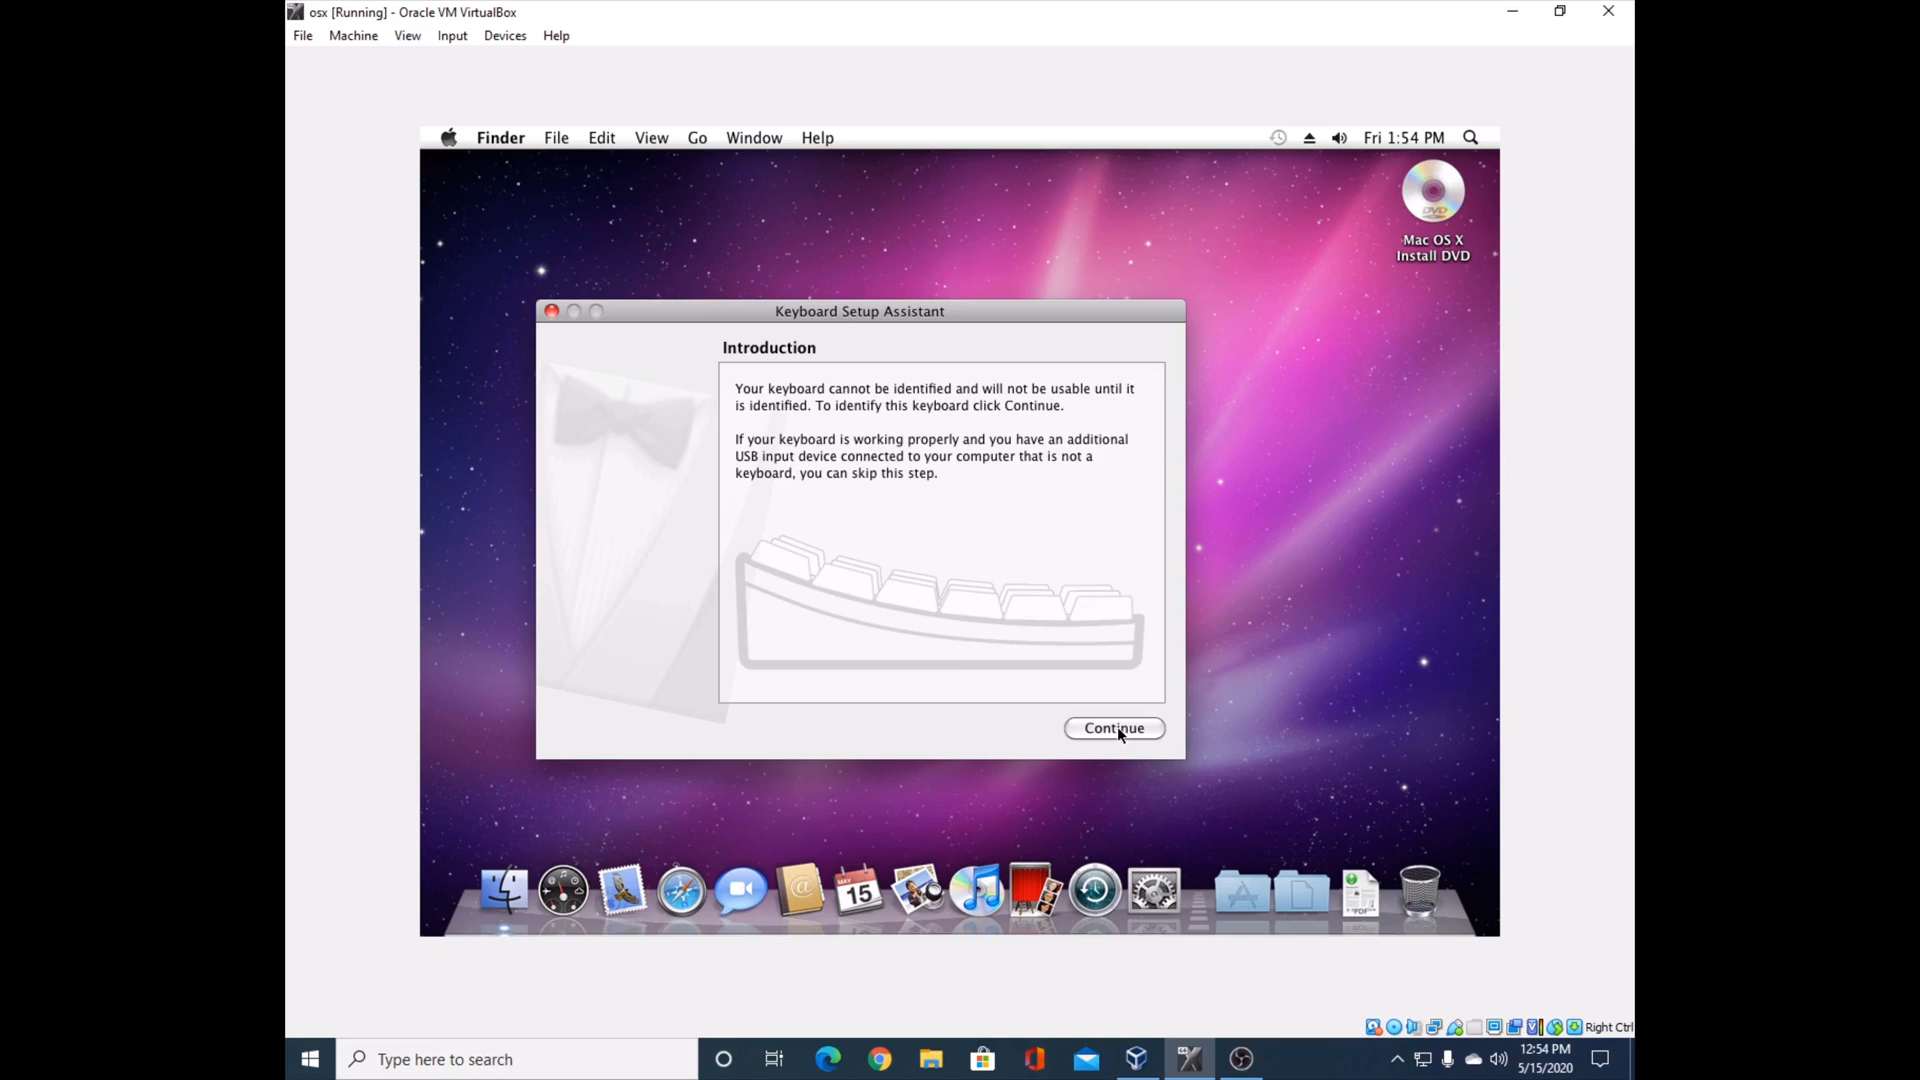 osx [Running] - Oracle VM VirtualBox
File Machine View Input Devices Help
Finder File Edit View Go Window Help Fri 1:54 PM
DVD
Mac OS X
Install DVD
Keyboard Setup Assistant
Introduction
Your keyboard cannot be identified and will not be usable until it
is identified. To identify this keyboard click Continue.
If your keyboard is working properly and you have an additional
USB input device connected to your computer that is not a
keyboard, you can skip this step.
Continue
MAY
15
PDF
Right Ctrl
Type here to search
12:54 PM
5/15/2020